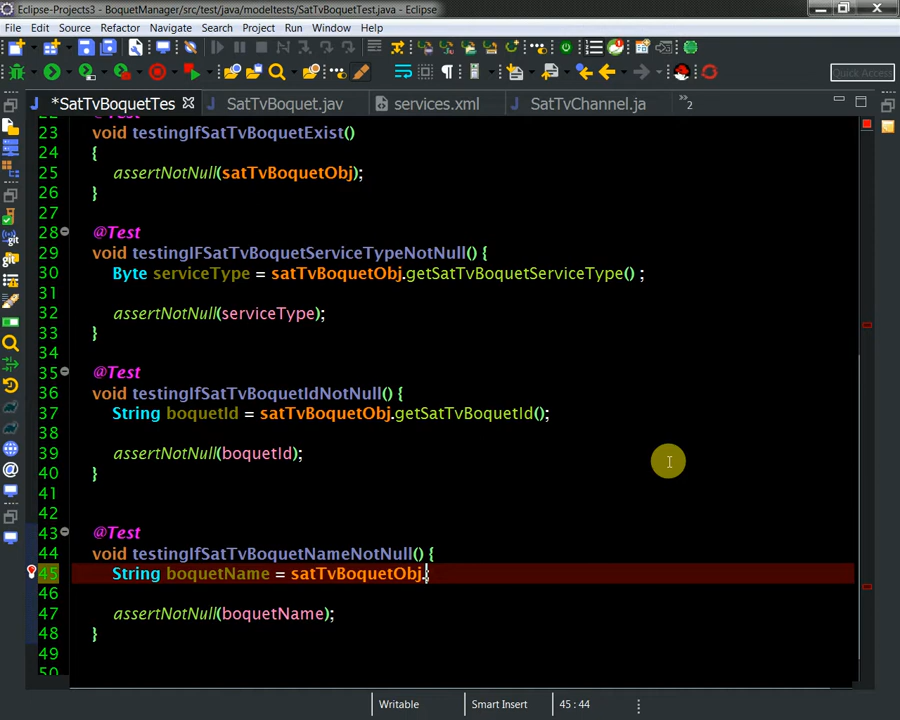 Eclipse-Projects3 - BoquetManager/src/test/java/modeltests/SatTvBoquetTest.java - Eclipse
File Edit Source Refactor Navigate Search Project Run Window Help
Quick Access
*SatTvBoquetTes SatTvBoquet.jav services.xml SatTvChannel.ja »2
23 void testingIfSatTvBoquetExist()
24 {
25 assertNotNull(satTvBoquetObj);
26 }
27
28 @Test
29 void testingIFSatTvBoquetServiceTypeNotNull() {
30 Byte serviceType = satTvBoquetObj.getSatTvBoquetServiceType() ;
31
32 assertNotNull(serviceType);
33 }
34
35 @Test
36 void testingIfSatTvBoquetIdNotNull() {
37 String boquetId = satTvBoquetObj.getSatTvBoquetId();
38
39 assertNotNull(boquetId);
40 }
41
42
43 @Test
44 void testingIfSatTvBoquetNameNotNull() {
45 String boquetName = satTvBoquetObj.;
46
47 assertNotNull(boquetName);
48 }
49
50
Writable Smart Insert 45 : 44